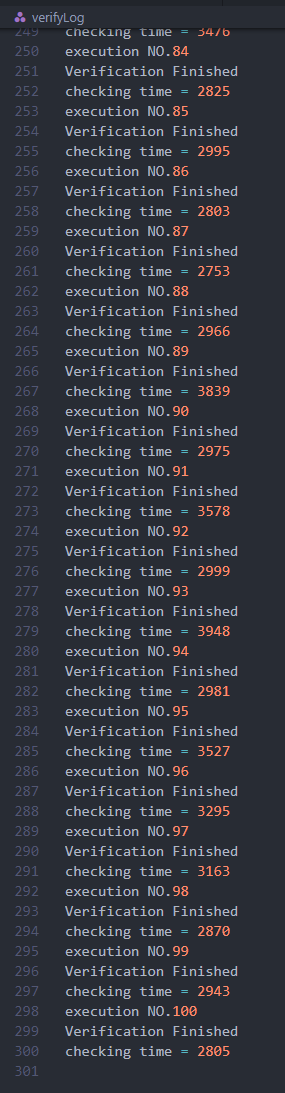 verifyLog
249 checking time = 3476
250 execution NO.84
251 Verification Finished
252 checking time = 2825
253 execution NO.85
254 Verification Finished
255 checking time = 2995
256 execution NO.86
257 Verification Finished
258 checking time = 2803
259 execution NO.87
260 Verification Finished
261 checking time = 2753
262 execution NO.88
263 Verification Finished
264 checking time = 2966
265 execution NO.89
266 Verification Finished
267 checking time = 3839
268 execution NO.90
269 Verification Finished
270 checking time = 2975
271 execution NO.91
272 Verification Finished
273 checking time = 3578
274 execution NO.92
275 Verification Finished
276 checking time = 2999
277 execution NO.93
278 Verification Finished
279 checking time = 3948
280 execution NO.94
281 Verification Finished
282 checking time = 2981
283 execution NO.95
284 Verification Finished
285 checking time = 3527
286 execution NO.96
287 Verification Finished
288 checking time = 3295
289 execution NO.97
290 Verification Finished
291 checking time = 3163
292 execution NO.98
293 Verification Finished
294 checking time = 2870
295 execution NO.99
296 Verification Finished
297 checking time = 2943
298 execution NO.100
299 Verification Finished
300 checking time = 2805
301